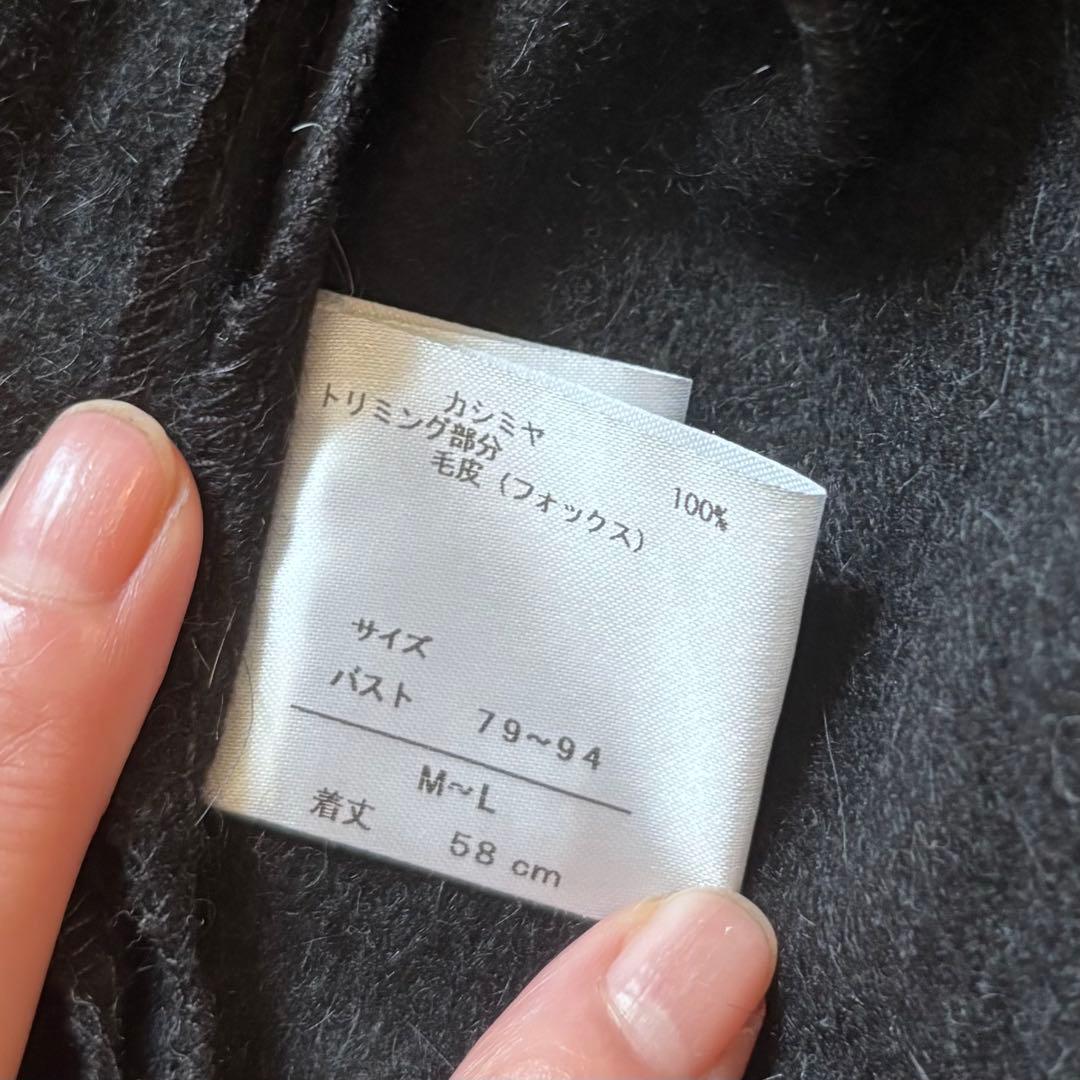 カシミヤ 100%
トリミング部分
毛皮(フォックス)
サイズ
バスト 79~94
M~L
着丈 58 cm